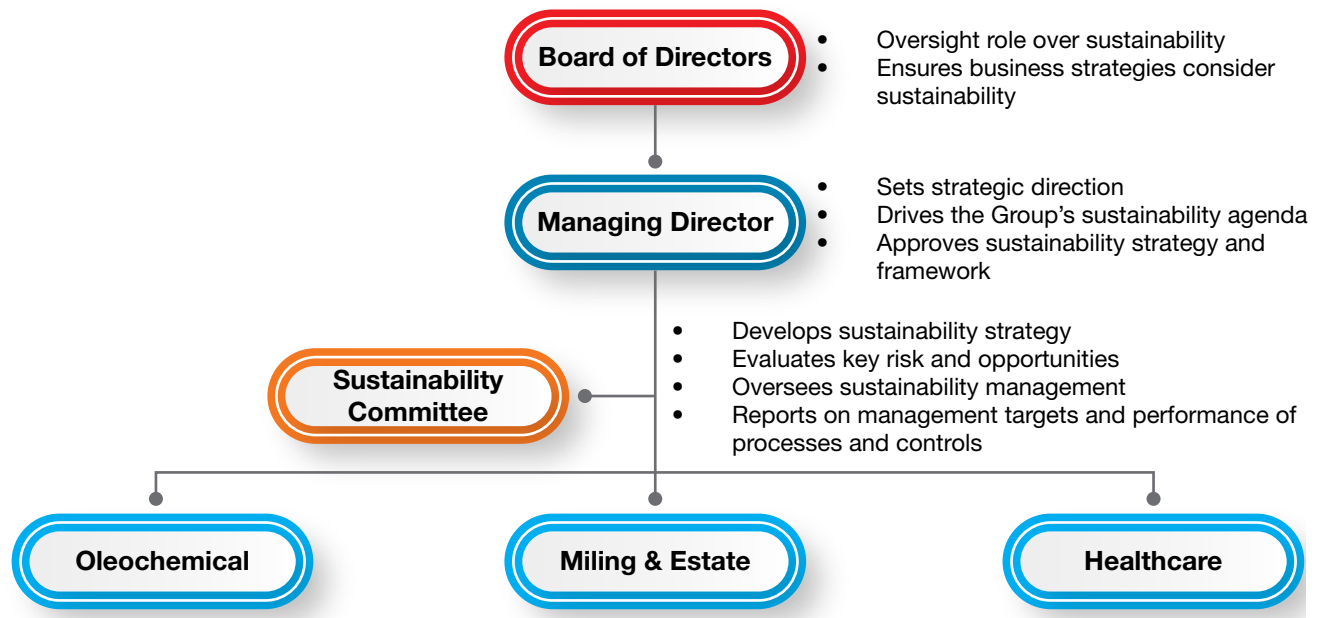 Board of Directors
• Oversight role over sustainability
• Ensures business strategies consider
sustainability
Managing Director
• Sets strategic direction
• Drives the Group’s sustainability agenda
• Approves sustainability strategy and
framework
Sustainability
Committee
• Develops sustainability strategy
• Evaluates key risk and opportunities
• Oversees sustainability management
• Reports on management targets and performance of
processes and controls
Oleochemical
Miling & Estate
Healthcare